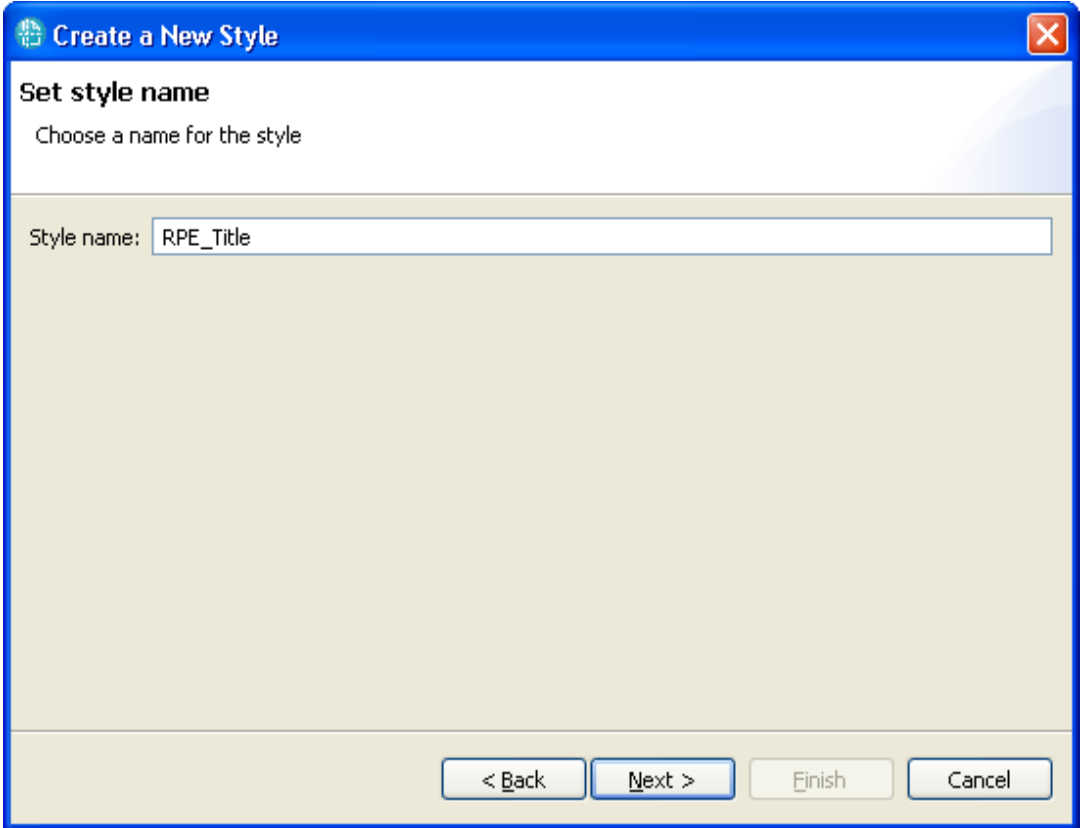 Create a New Style
Set style name
Choose a name for the style
Style name: RPE_Title
< Back Next > Finish Cancel